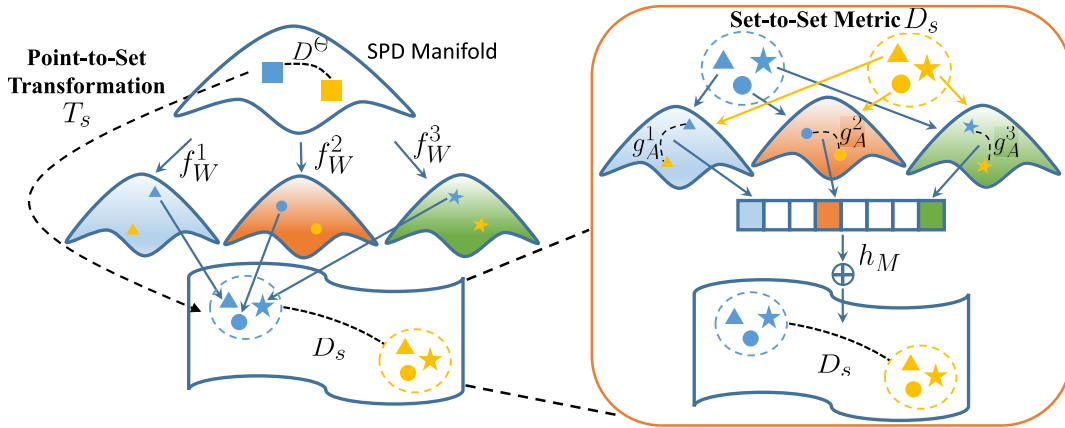 Point-to-Set
Transformation
$T_s$
$D^{\Theta}$
SPD Manifold
$f_W^1$
$f_W^2$
$f_W^3$
$D_s$
Set-to-Set Metric $D_s$
$g_A^1$
$g_A^2$
$g_A^3$
$h_M$
$D_s$